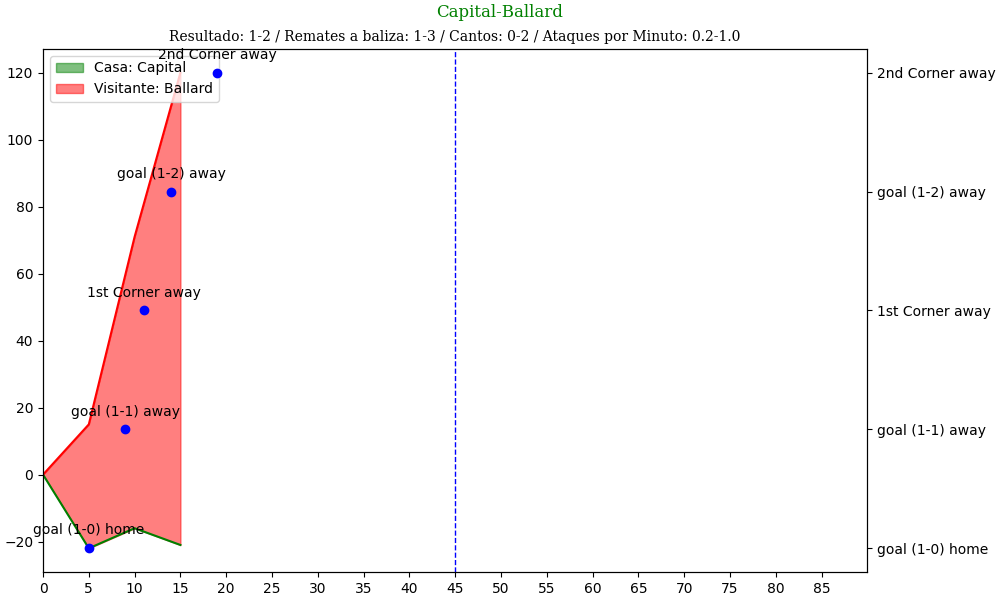 Capital-Ballard
Resultado: 1-2 / Remates a baliza: 1-3 / Cantos: 0-2 / Ataques por Minuto: 0.2-1.0
2nd Corner away
Casa: Capital
Visitante: Ballard
goal (1-2) away
1st Corner away
goal (1-1) away
goal (1-0) home
120
100
80
60
40
20
0
−20
2nd Corner away
goal (1-2) away
1st Corner away
goal (1-1) away
goal (1-0) home
0 5 10 15 20 25 30 35 40 45 50 55 60 65 70 75 80 85